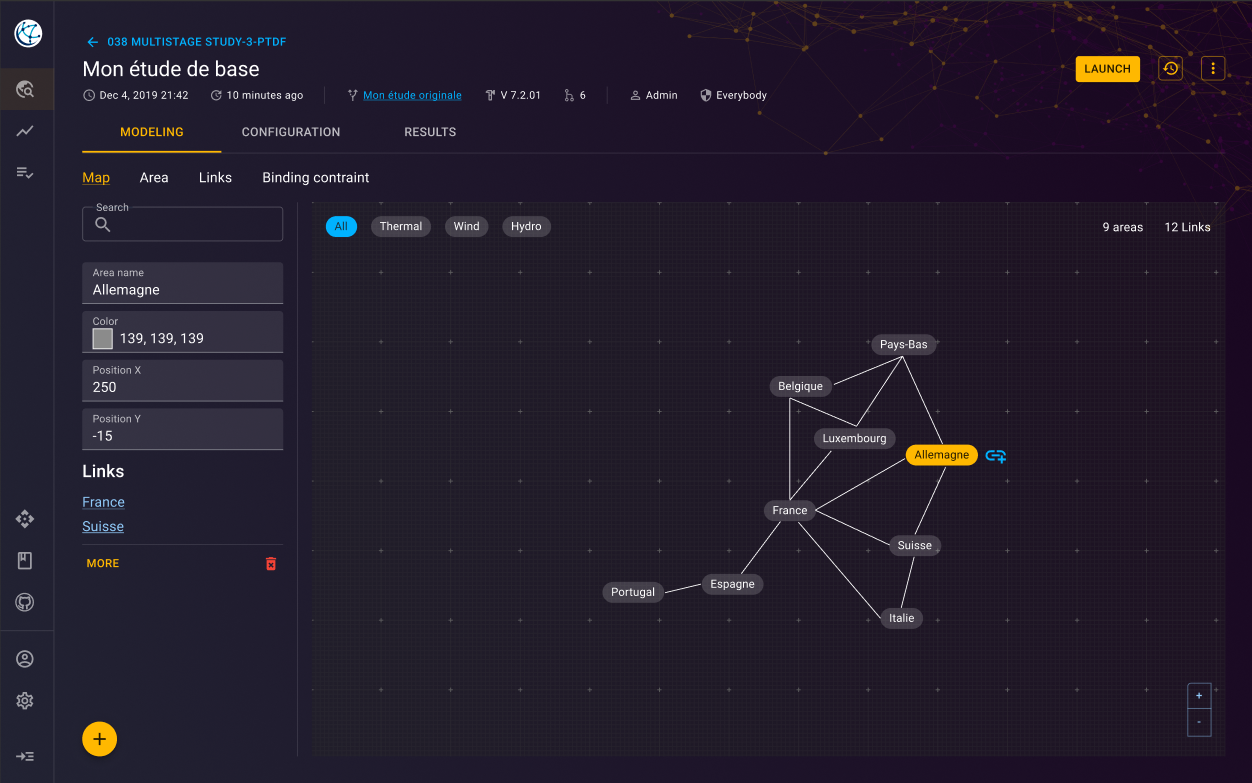 038 MULTISTAGE STUDY-3-PTDF
Mon étude de base
LAUNCH
Dec 4, 2019 21:42 10 minutes ago Mon étude originale V 7.2.01 6 Admin Everybody
MODELING CONFIGURATION RESULTS
Map Area Links Binding contraint
Search
All Thermal Wind Hydro 9 areas 12 Links
Area name
Allemagne
Color
139, 139, 139
Position X
250
Position Y
-15
Links
France
Suisse
MORE
Pays-Bas
Belgique
Luxembourg
Allemagne
France
Suisse
Espagne
Portugal
Italie
+
-
+